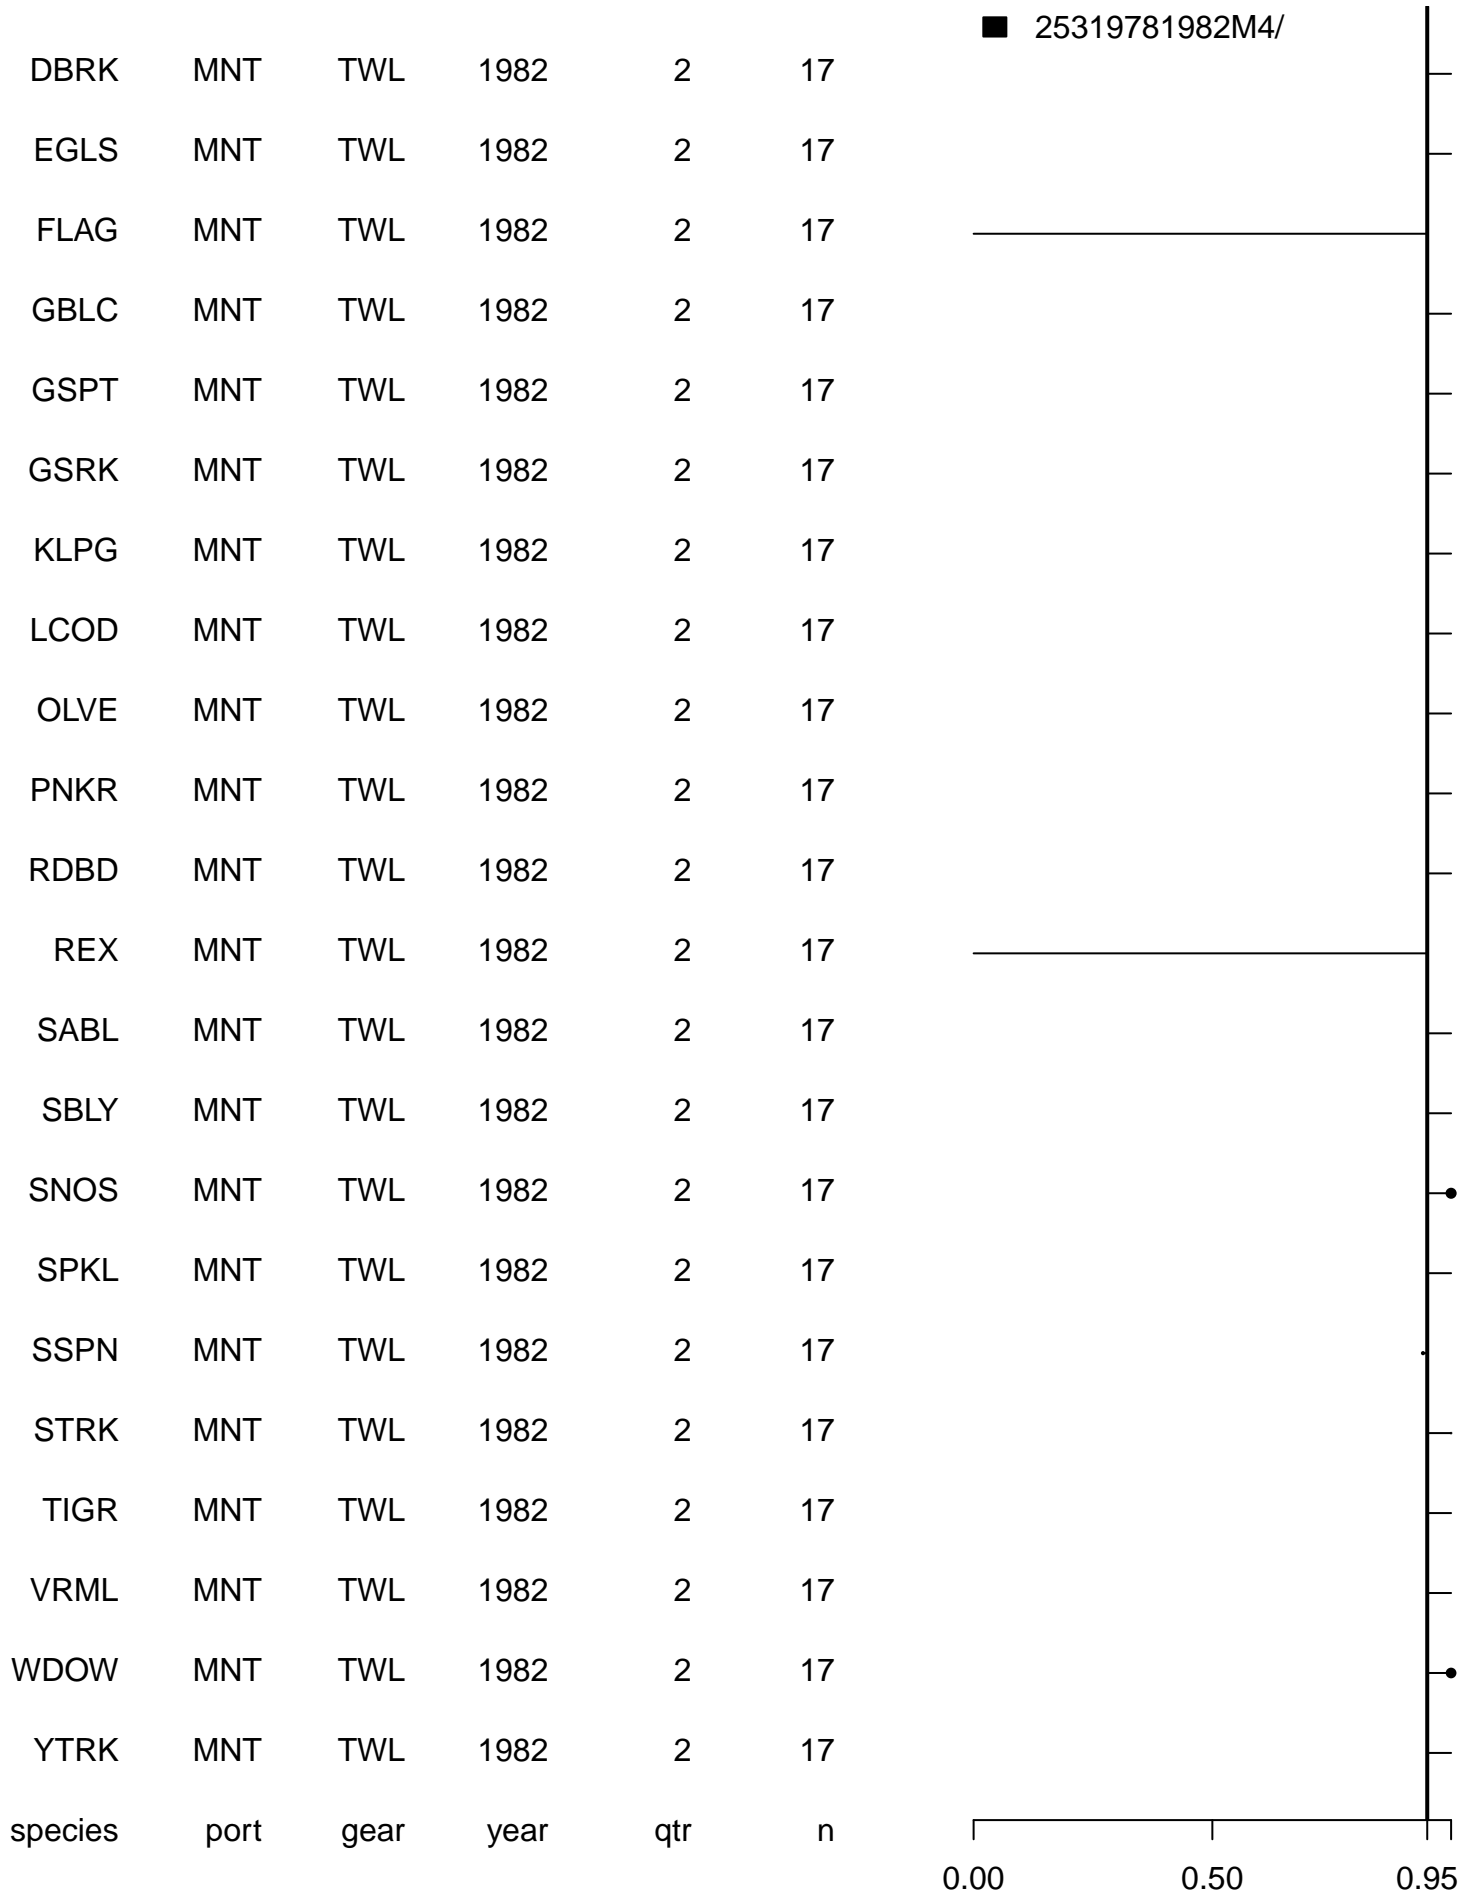 25319781982M4/
DBRK MNT TWL 1982 2 17
EGLS MNT TWL 1982 2 17
FLAG MNT TWL 1982 2 17
GBLC MNT TWL 1982 2 17
GSPT MNT TWL 1982 2 17
GSRK MNT TWL 1982 2 17
KLPG MNT TWL 1982 2 17
LCOD MNT TWL 1982 2 17
OLVE MNT TWL 1982 2 17
PNKR MNT TWL 1982 2 17
RDBD MNT TWL 1982 2 17
REX MNT TWL 1982 2 17
SABL MNT TWL 1982 2 17
SBLY MNT TWL 1982 2 17
SNOS MNT TWL 1982 2 17
SPKL MNT TWL 1982 2 17
SSPN MNT TWL 1982 2 17
STRK MNT TWL 1982 2 17
TIGR MNT TWL 1982 2 17
VRML MNT TWL 1982 2 17
WDOW MNT TWL 1982 2 17
YTRK MNT TWL 1982 2 17
species port gear year qtr n
0.00 0.50 0.95